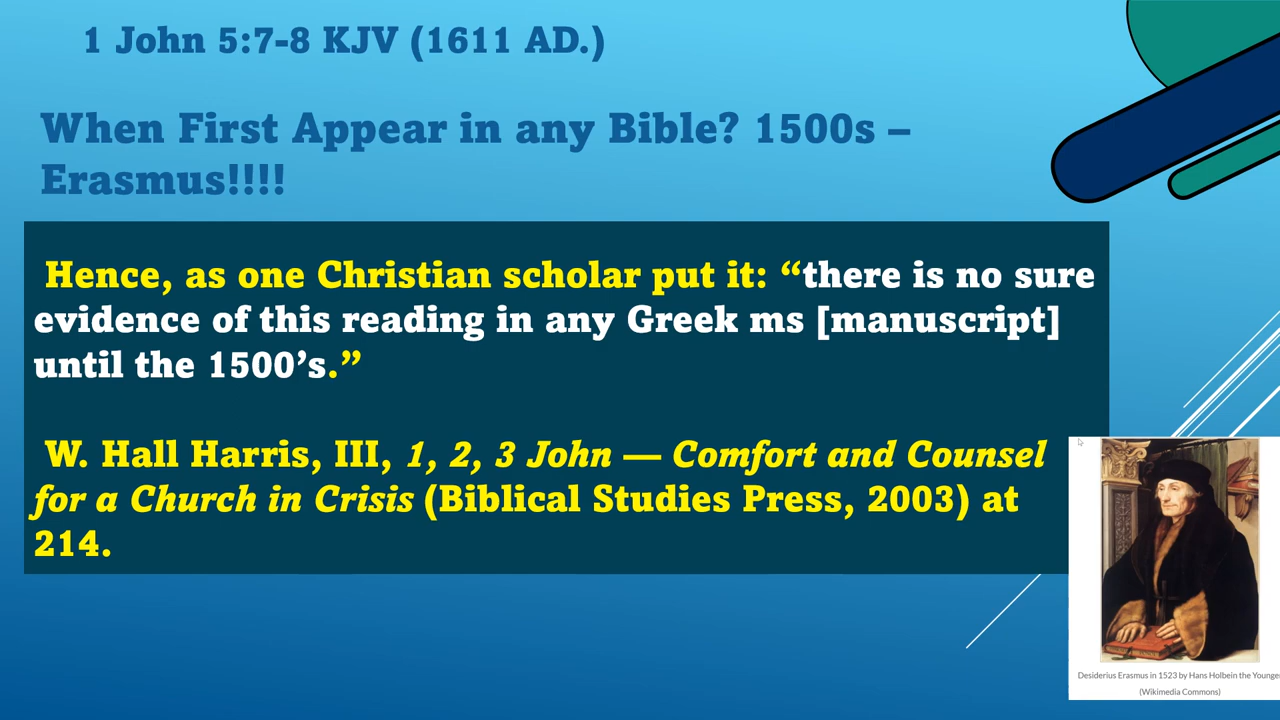 1 John 5:7-8 KJV (1611 AD.)
When First Appear in any Bible? 1500s –
Erasmus!!!!
Hence, as one Christian scholar put it: “there is no sure
evidence of this reading in any Greek ms [manuscript]
until the 1500’s.”
W. Hall Harris, III, 1, 2, 3 John — Comfort and Counsel
for a Church in Crisis (Biblical Studies Press, 2003) at
214.
Desiderius Erasmus in 1523 by Hans Holbein the Younge
(Wikimedia Commons)